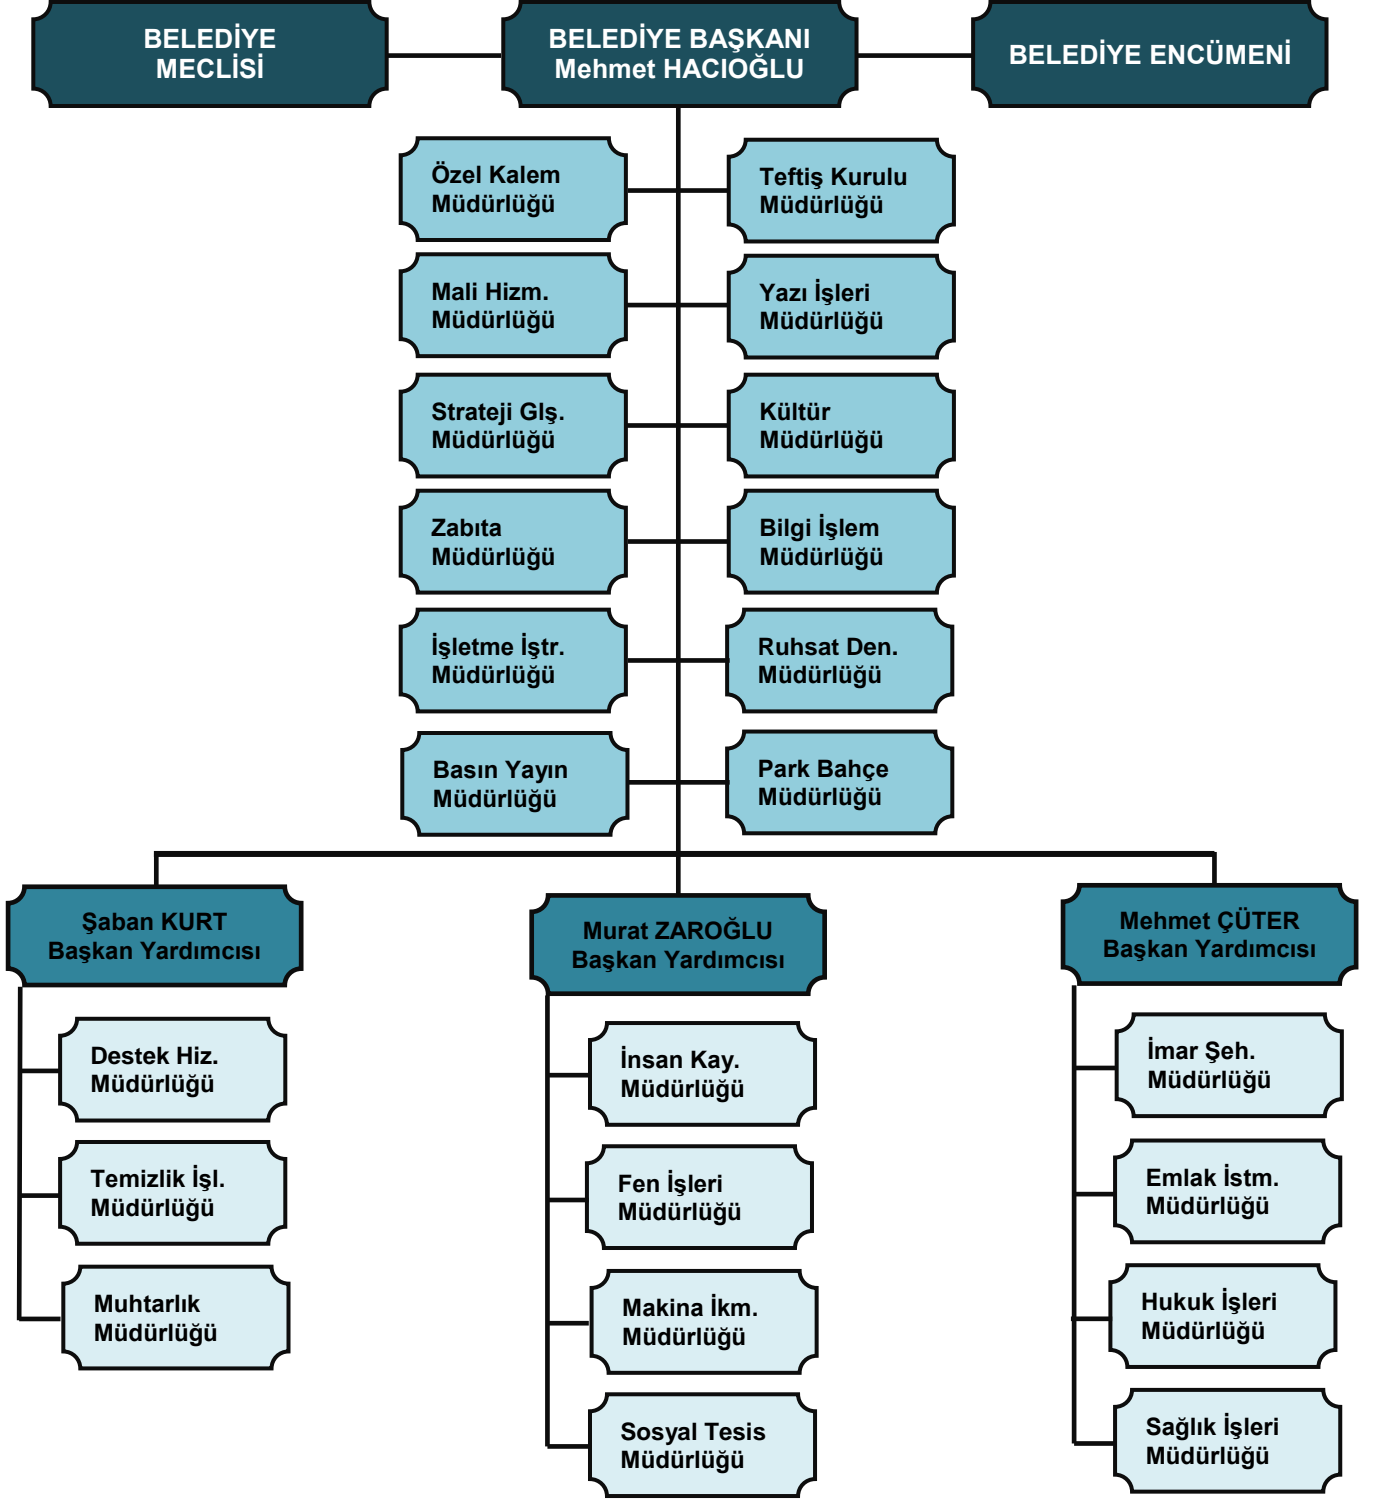 BELEDİYE
MECLİSİ
BELEDİYE BAŞKANI
Mehmet HACIOĞLU
BELEDİYE ENCÜMENİ
Özel Kalem
Müdürlüğü
Teftiş Kurulu
Müdürlüğü
Mali Hizm.
Müdürlüğü
Yazı İşleri
Müdürlüğü
Strateji Glş.
Müdürlüğü
Kültür
Müdürlüğü
Zabıta
Müdürlüğü
Bilgi İşlem
Müdürlüğü
İşletme İştr.
Müdürlüğü
Ruhsat Den.
Müdürlüğü
Basın Yayın
Müdürlüğü
Park Bahçe
Müdürlüğü
Şaban KURT
Başkan Yardımcısı
Destek Hiz.
Müdürlüğü
Temizlik İşl.
Müdürlüğü
Muhtarlık
Müdürlüğü
Murat ZAROĞLU
Başkan Yardımcısı
İnsan Kay.
Müdürlüğü
Fen İşleri
Müdürlüğü
Makina İkm.
Müdürlüğü
Sosyal Tesis
Müdürlüğü
Mehmet ÇÜTER
Başkan Yardımcısı
İmar Şeh.
Müdürlüğü
Emlak İstm.
Müdürlüğü
Hukuk İşleri
Müdürlüğü
Sağlık İşleri
Müdürlüğü